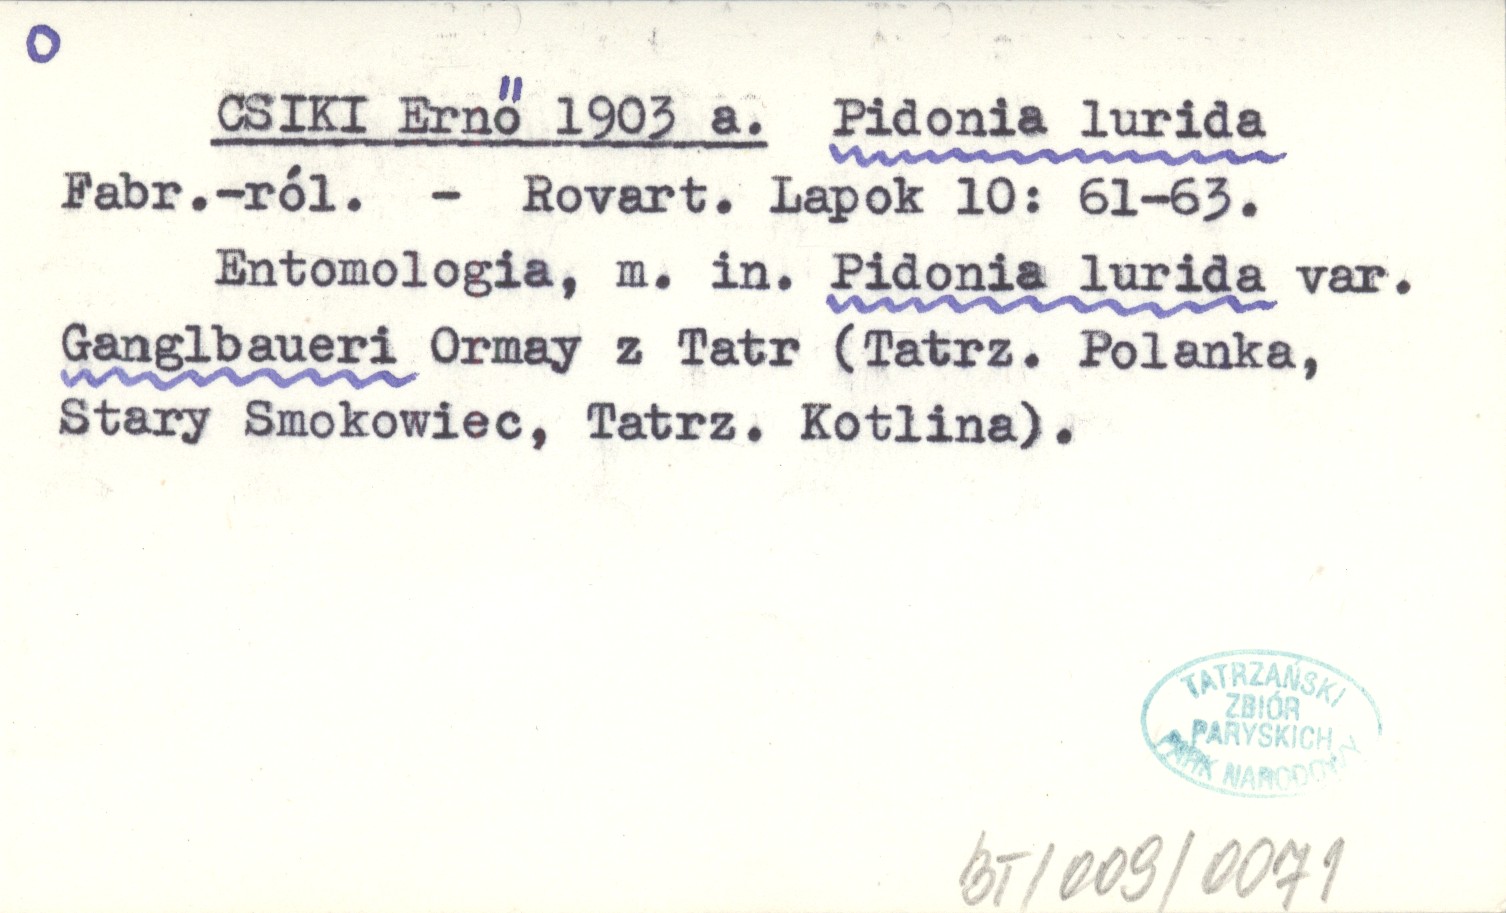 O
CSIKI Ernő 1903 a. Pidonia lurida
Fabr.-ról. - Rovart. Lapok 10: 61-63.
Entomologia, m. in. Pidonia lurida var.
Ganglbaueri Ormay z Tatr (Tatrz. Polanka,
Stary Smokowiec, Tatrz. Kotlina).
TATRZAŃSKI
ZBIÓR
PARYSKICH
PARK NARODOWY
BT/009/0071